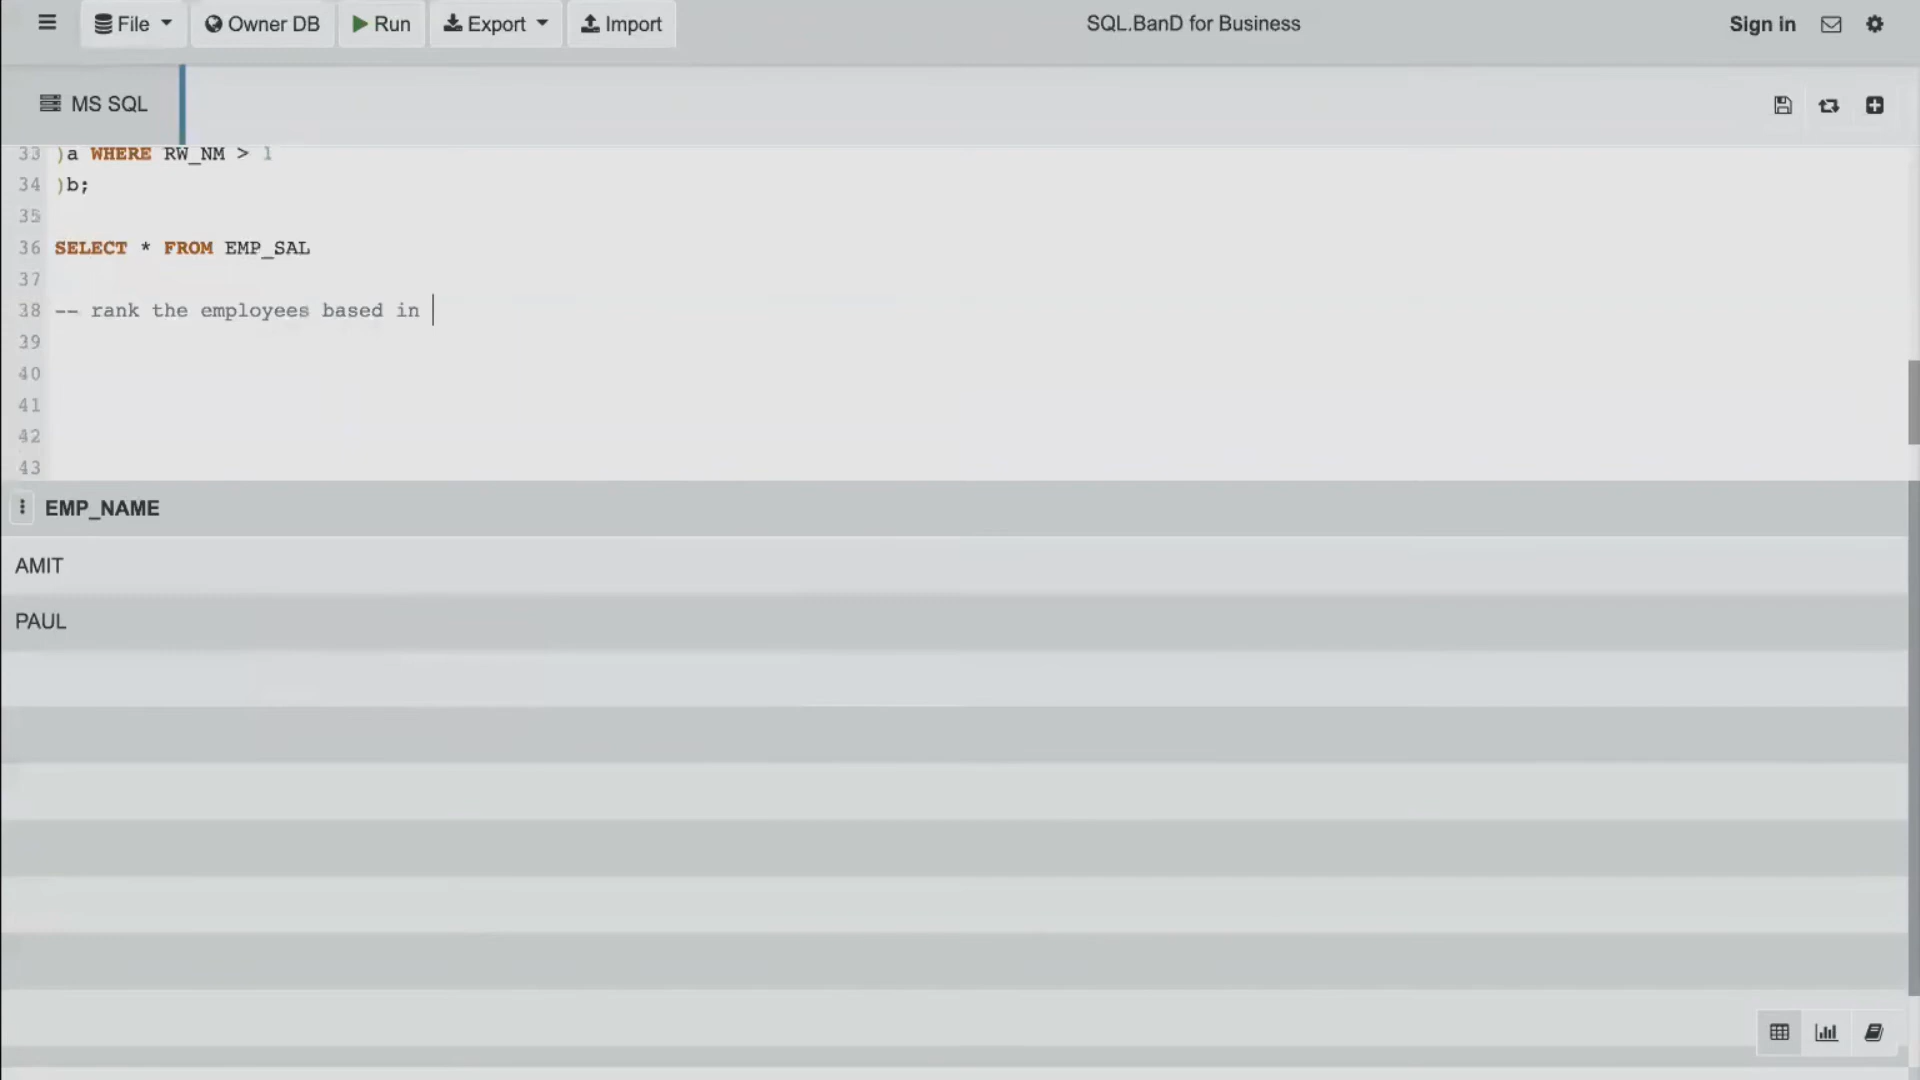 File Owner DB Run Export Import SQL.BanD for Business Sign in
MS SQL
33 )a WHERE RW_NM > 1
34 )b;
35
36 SELECT * FROM EMP_SAL
37
38 -- rank the employees based in
39
40
41
42
43
EMP_NAME
AMIT
PAUL